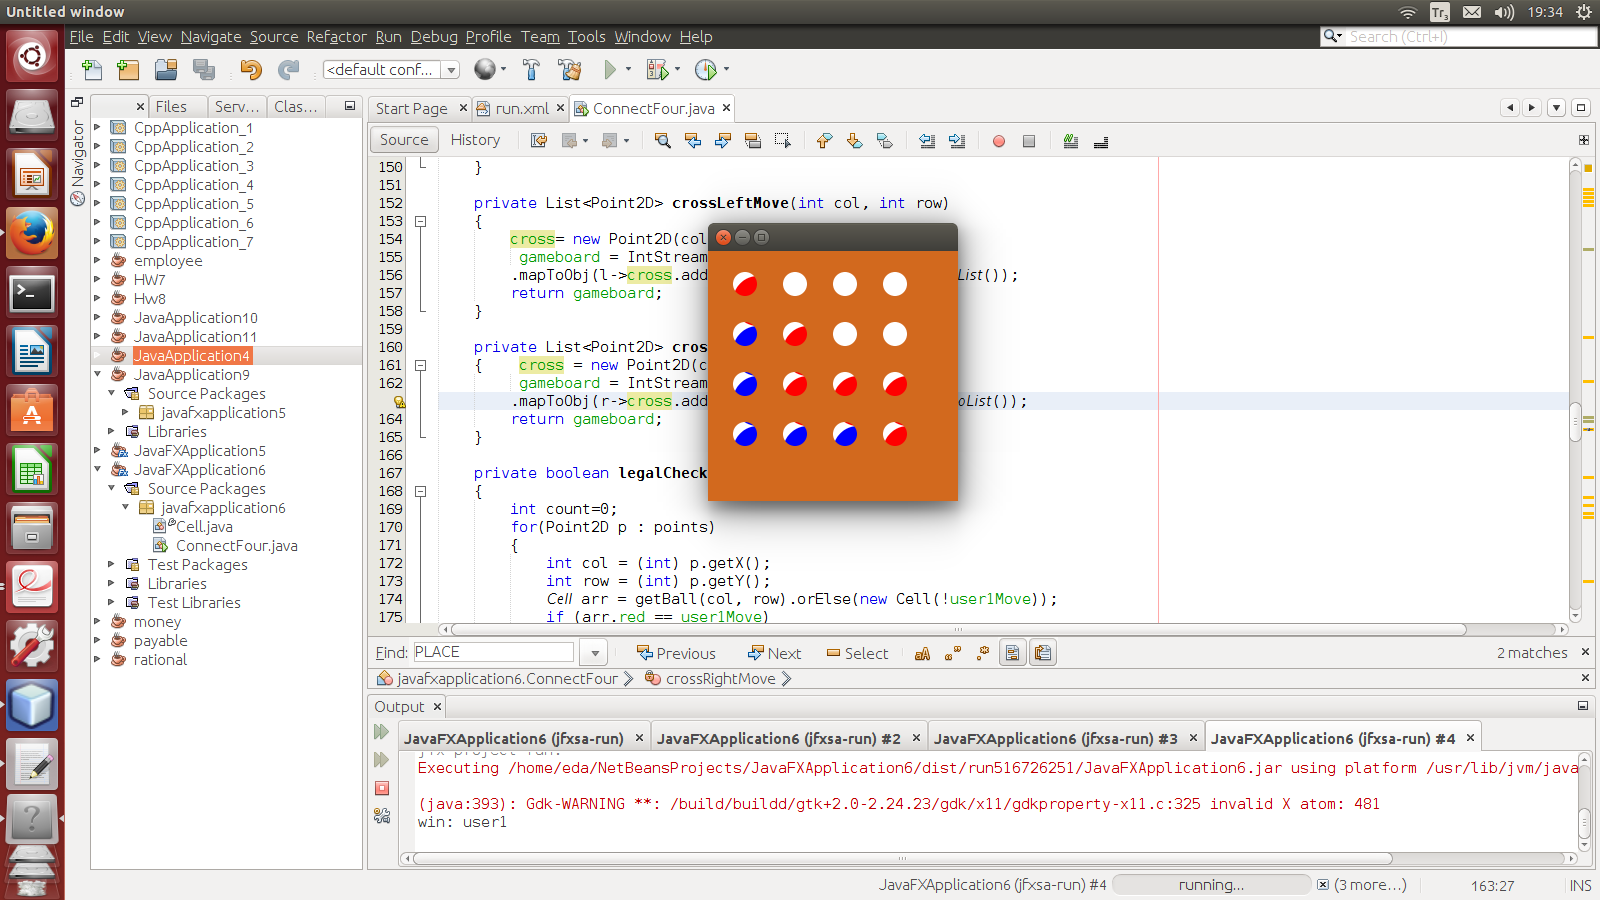 Untitled window
Tr3
19:34
File Edit View Navigate Source Refactor Run Debug Profile Team Tools Window Help
Search (Ctrl+I)
<default conf...
Files Serv... Clas...
Start Page run.xml ConnectFour.java
Navigator
Source History
CppApplication_1
CppApplication_2
CppApplication_3
CppApplication_4
CppApplication_5
CppApplication_6
CppApplication_7
employee
HW7
Hw8
JavaApplication10
JavaApplication11
JavaApplication4
JavaApplication9
Source Packages
javafxapplication5
Libraries
JavaFXApplication5
JavaFXApplication6
Source Packages
javafxapplication6
Cell.java
ConnectFour.java
Test Packages
Libraries
Test Libraries
money
payable
rational
150 }
151
152 private List<Point2D> crossLeftMove(int col, int row)
153 {
154 cross= new Point2D(col
155 gameboard = IntStream
156 .mapToObj(l->cross.add List());
157 return gameboard;
158 }
159
160 private List<Point2D> cros
161 { cross = new Point2D(c
162 gameboard = IntStream
.mapToObj(r->cross.add oList());
164 return gameboard;
165 }
166
167 private boolean legalCheck
168 {
169 int count=0;
170 for(Point2D p : points)
171 {
172 int col = (int) p.getX();
173 int row = (int) p.getY();
174 Cell arr = getBall(col, row).orElse(new Cell(!user1Move));
175 if (arr.red == user1Move)
Find: PLACE Previous Next Select 2 matches
javafxapplication6.ConnectFour crossRightMove
Output
JavaFXApplication6 (jfxsa-run) JavaFXApplication6 (jfxsa-run) #2 JavaFXApplication6 (jfxsa-run) #3 JavaFXApplication6 (jfxsa-run) #4
jfx-project-run:
Executing /home/eda/NetBeansProjects/JavaFXApplication6/dist/run516726251/JavaFXApplication6.jar using platform /usr/lib/jvm/java
(java:393): Gdk-WARNING **: /build/buildd/gtk+2.0-2.24.23/gdk/x11/gdkproperty-x11.c:325 invalid X atom: 481
win: user1
JavaFXApplication6 (jfxsa-run) #4 running... (3 more...) 163:27 INS